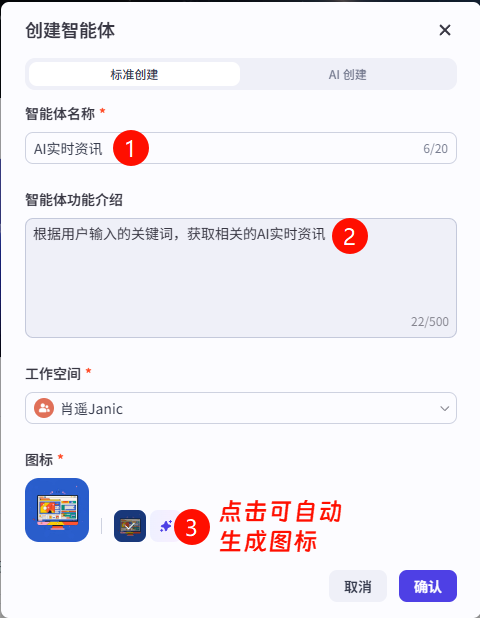 创建智能体
标准创建
AI 创建
智能体名称 *
AI实时资讯
1
6/20
智能体功能介绍
根据用户输入的关键词，获取相关的AI实时资讯
2
22/500
工作空间 *
肖遥Janic
图标 *
3
点击可自动
生成图标
取消
确认